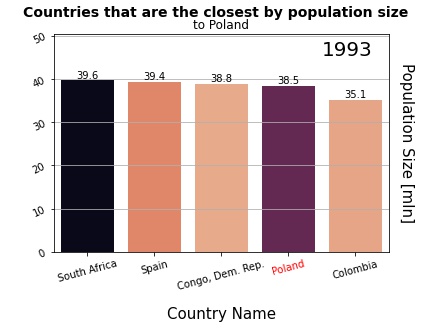 Countries that are the closest by population size
to Poland
1993
50
40
30
20
10
0
39.6
39.4
38.8
38.5
35.1
South Africa
Spain
Congo, Dem. Rep.
Poland
Colombia
Country Name
Population Size [mln]